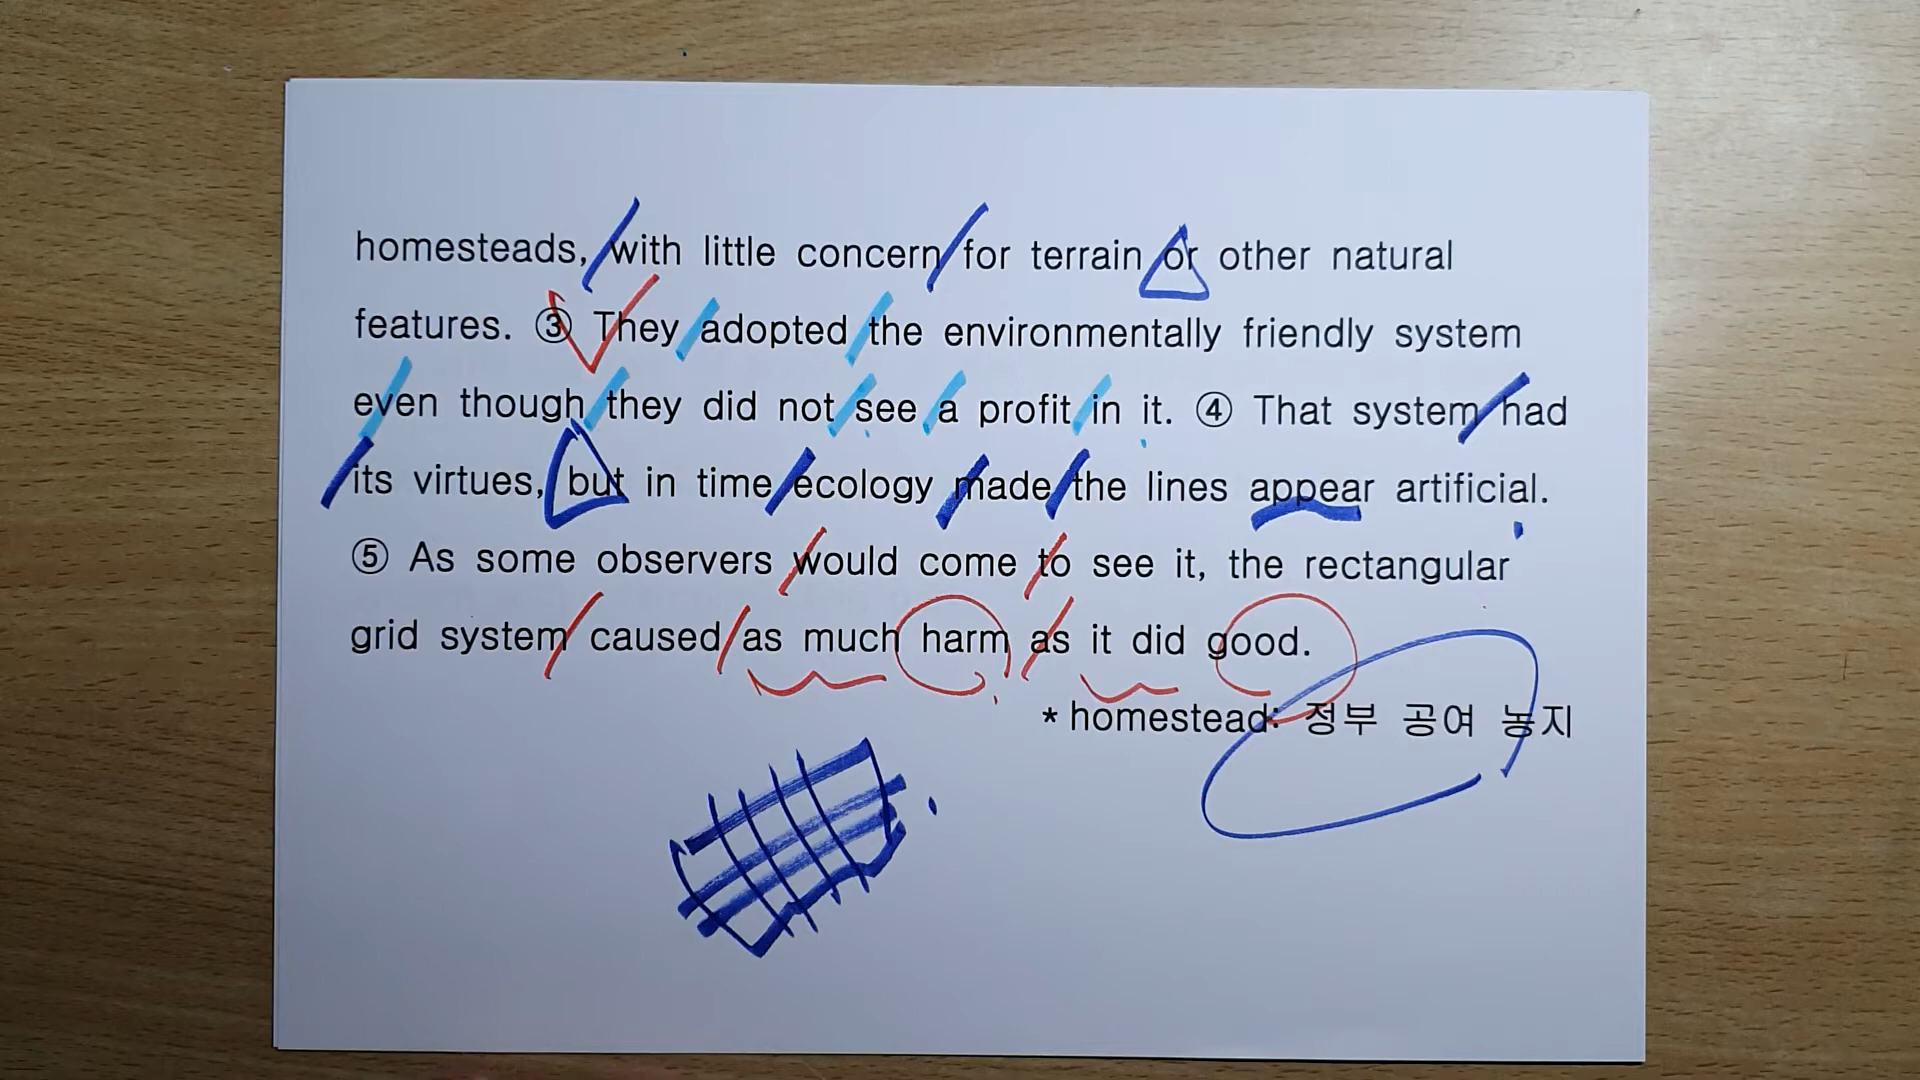 homesteads, with little concern for terrain or other natural
features. ③ They adopted the environmentally friendly system
even though they did not see a profit in it. ④ That system had
its virtues, but in time ecology made the lines appear artificial.
⑤ As some observers would come to see it, the rectangular
grid system caused as much harm as it did good.
* homestead: 정부 공여 농지